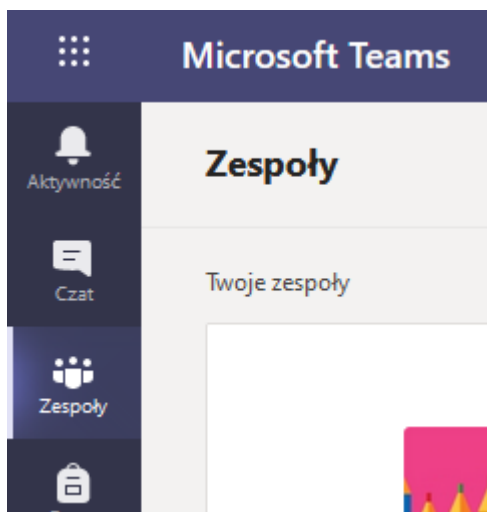 Microsoft Teams
Aktywność
Zespoły
Czat
Twoje zespoły
Zespoły